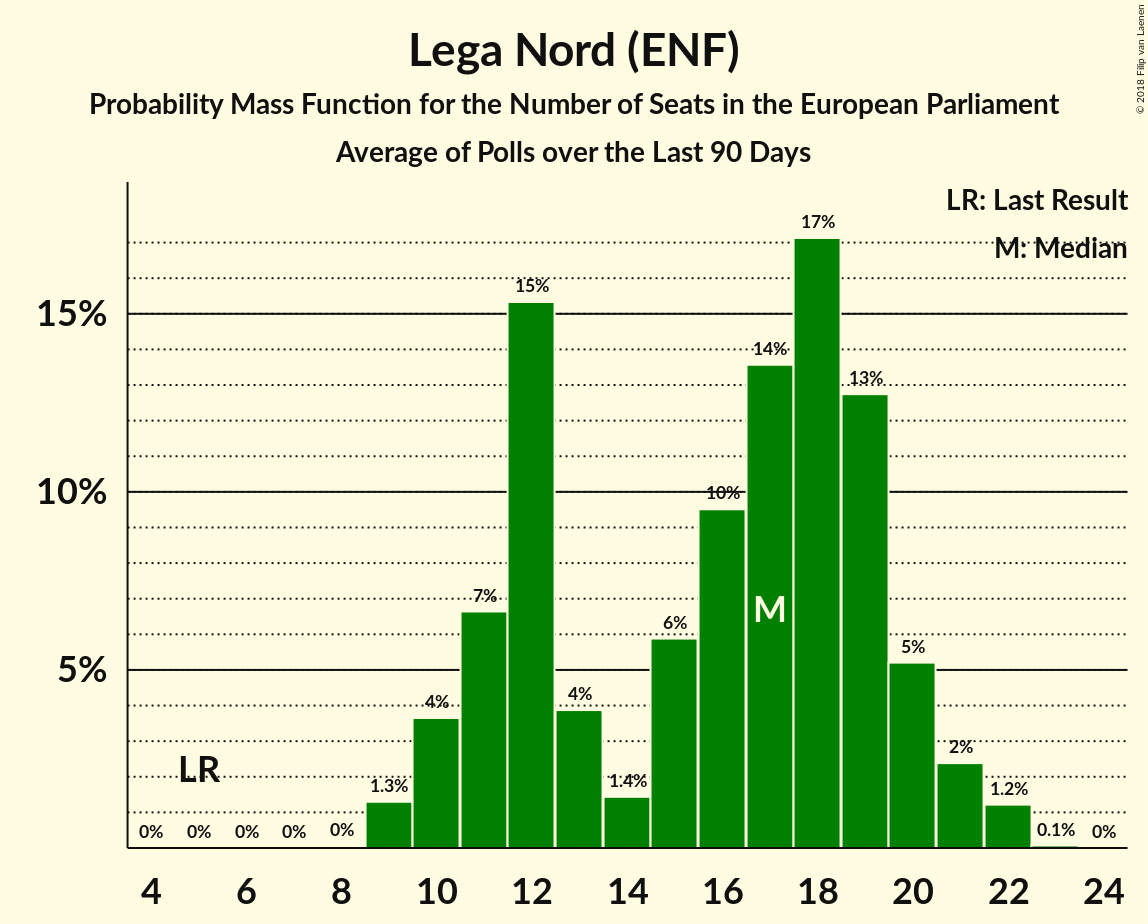 Lega Nord (ENF)
Probability Mass Function for the Number of Seats in the European Parliament
Average of Polls over the Last 90 Days
© 2018 Filip van Laenen
LR: Last Result
M: Median
15%
10%
5%
0%
0%
0%
0%
0%
1.3%
4%
7%
15%
4%
1.4%
6%
10%
14%
17%
13%
5%
2%
1.2%
0.1%
0%
LR
M
4 6 8 10 12 14 16 18 20 22 24